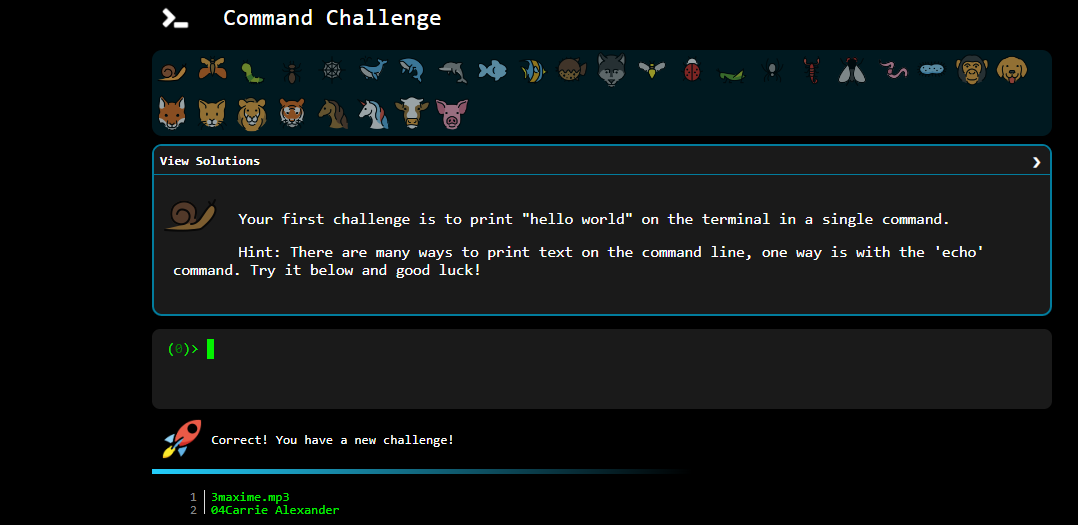 Command Challenge
View Solutions
Your first challenge is to print "hello world" on the terminal in a single command.
Hint: There are many ways to print text on the command line, one way is with the 'echo'
command. Try it below and good luck!
(0)>
Correct! You have a new challenge!
1 3maxime.mp3
2 04Carrie Alexander